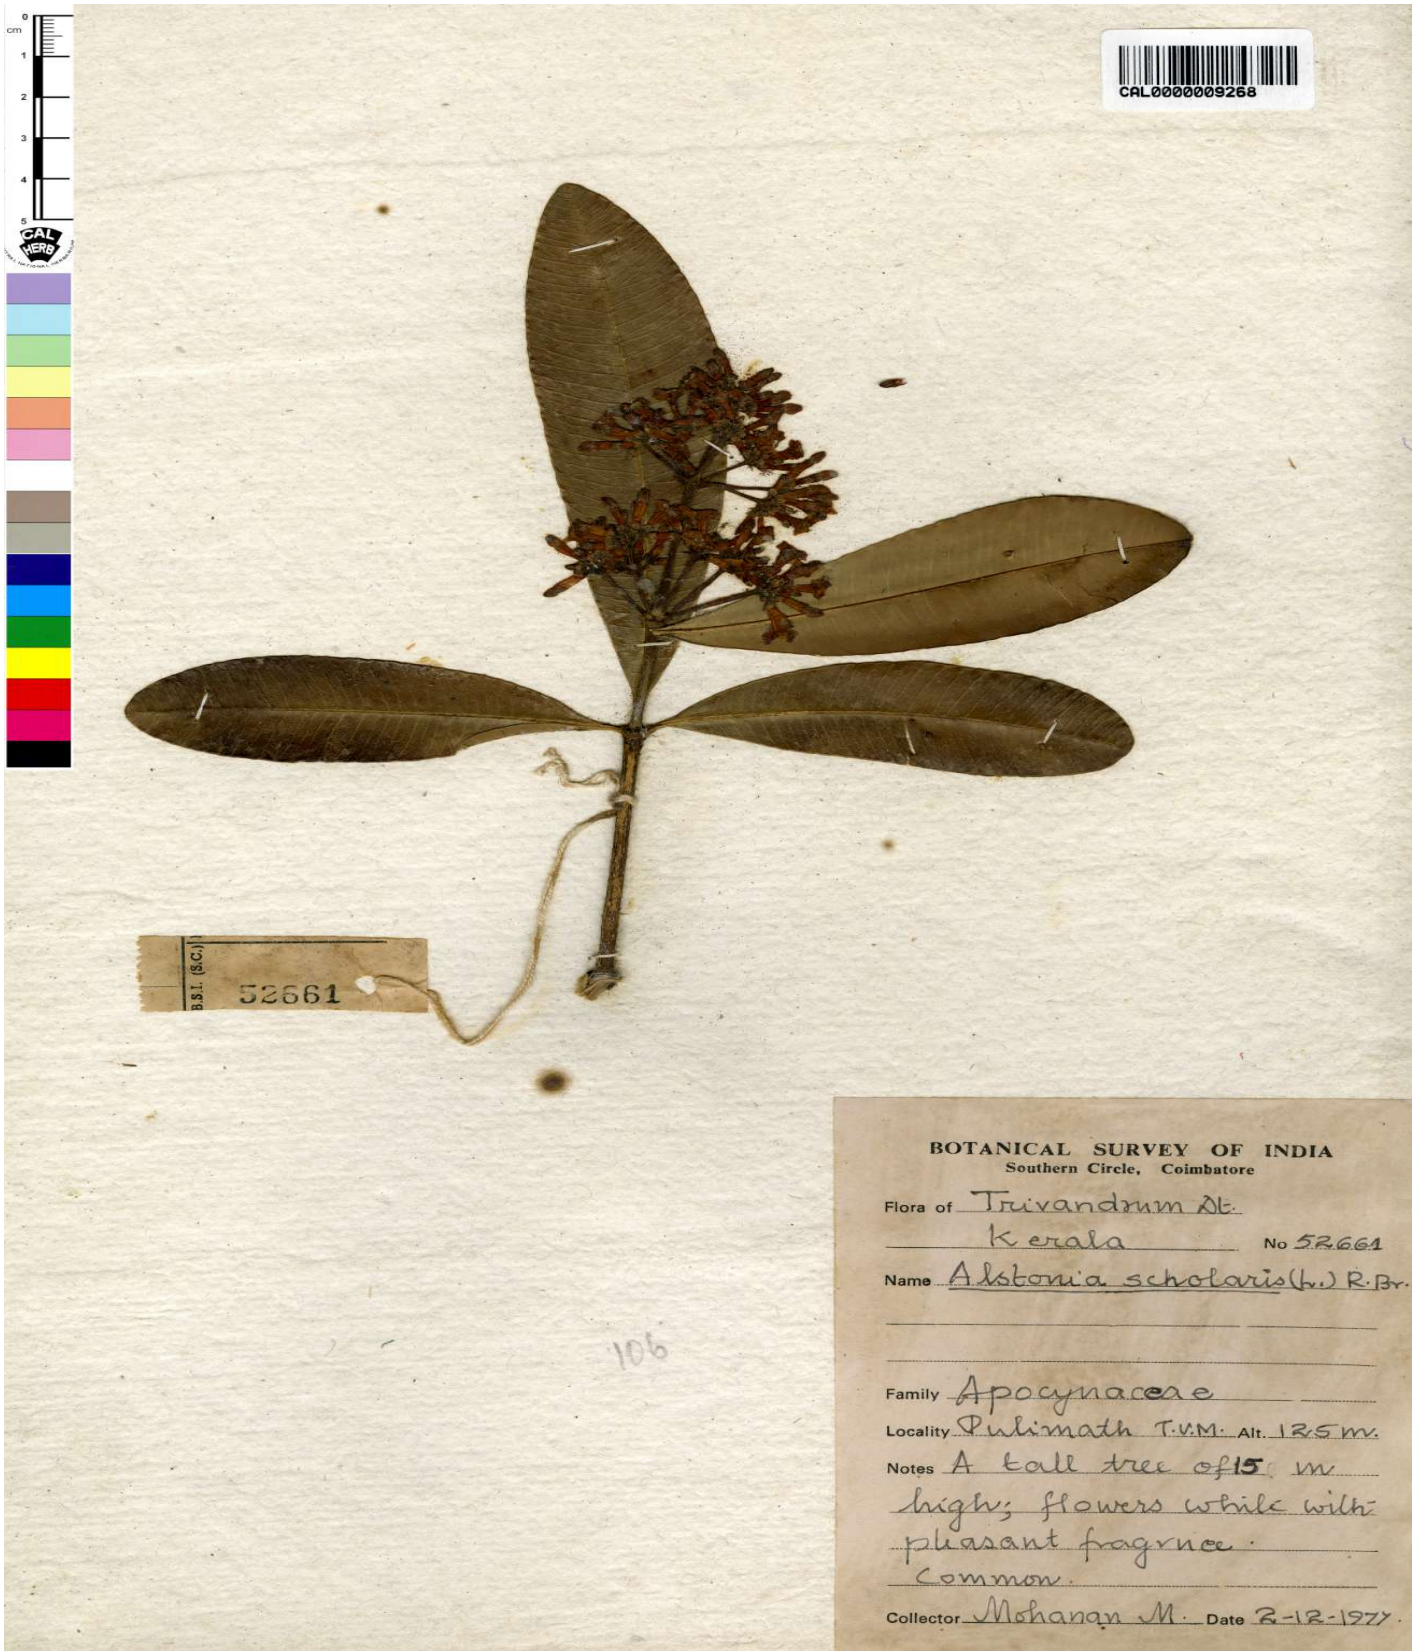 0
cm
1
2
3
4
5
CAL
HERB
CAL0000009268
B.S.I. (S.C.)
52661
106
BOTANICAL SURVEY OF INDIA
Southern Circle, Coimbatore
Flora of Trivandrum Dt.
Kerala No 52661
Name Alstonia scholaris (L.) R. Br.
Family Apocynaceae
Locality Pulimath T.V.M. Alt. 125 m.
Notes A tall tree of 15 m
high; flowers white with
pleasant fragrnce.
Common.
Collector Mohanan M. Date 2-12-1977.